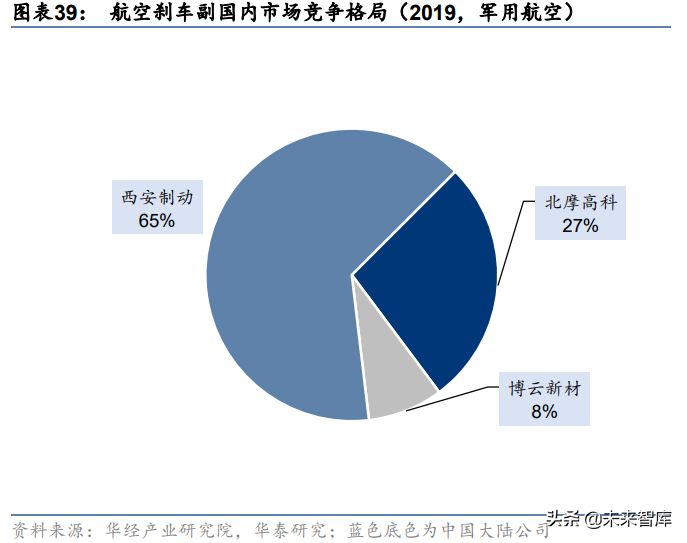 图表39： 航空刹车副国内市场竞争格局（2019，军用航空）
西安制动
65%
北摩高科
27%
博云新材
8%
资料来源：华经产业研究院，华泰研究；蓝色底色为中国大陆公司
头条 @未来智库